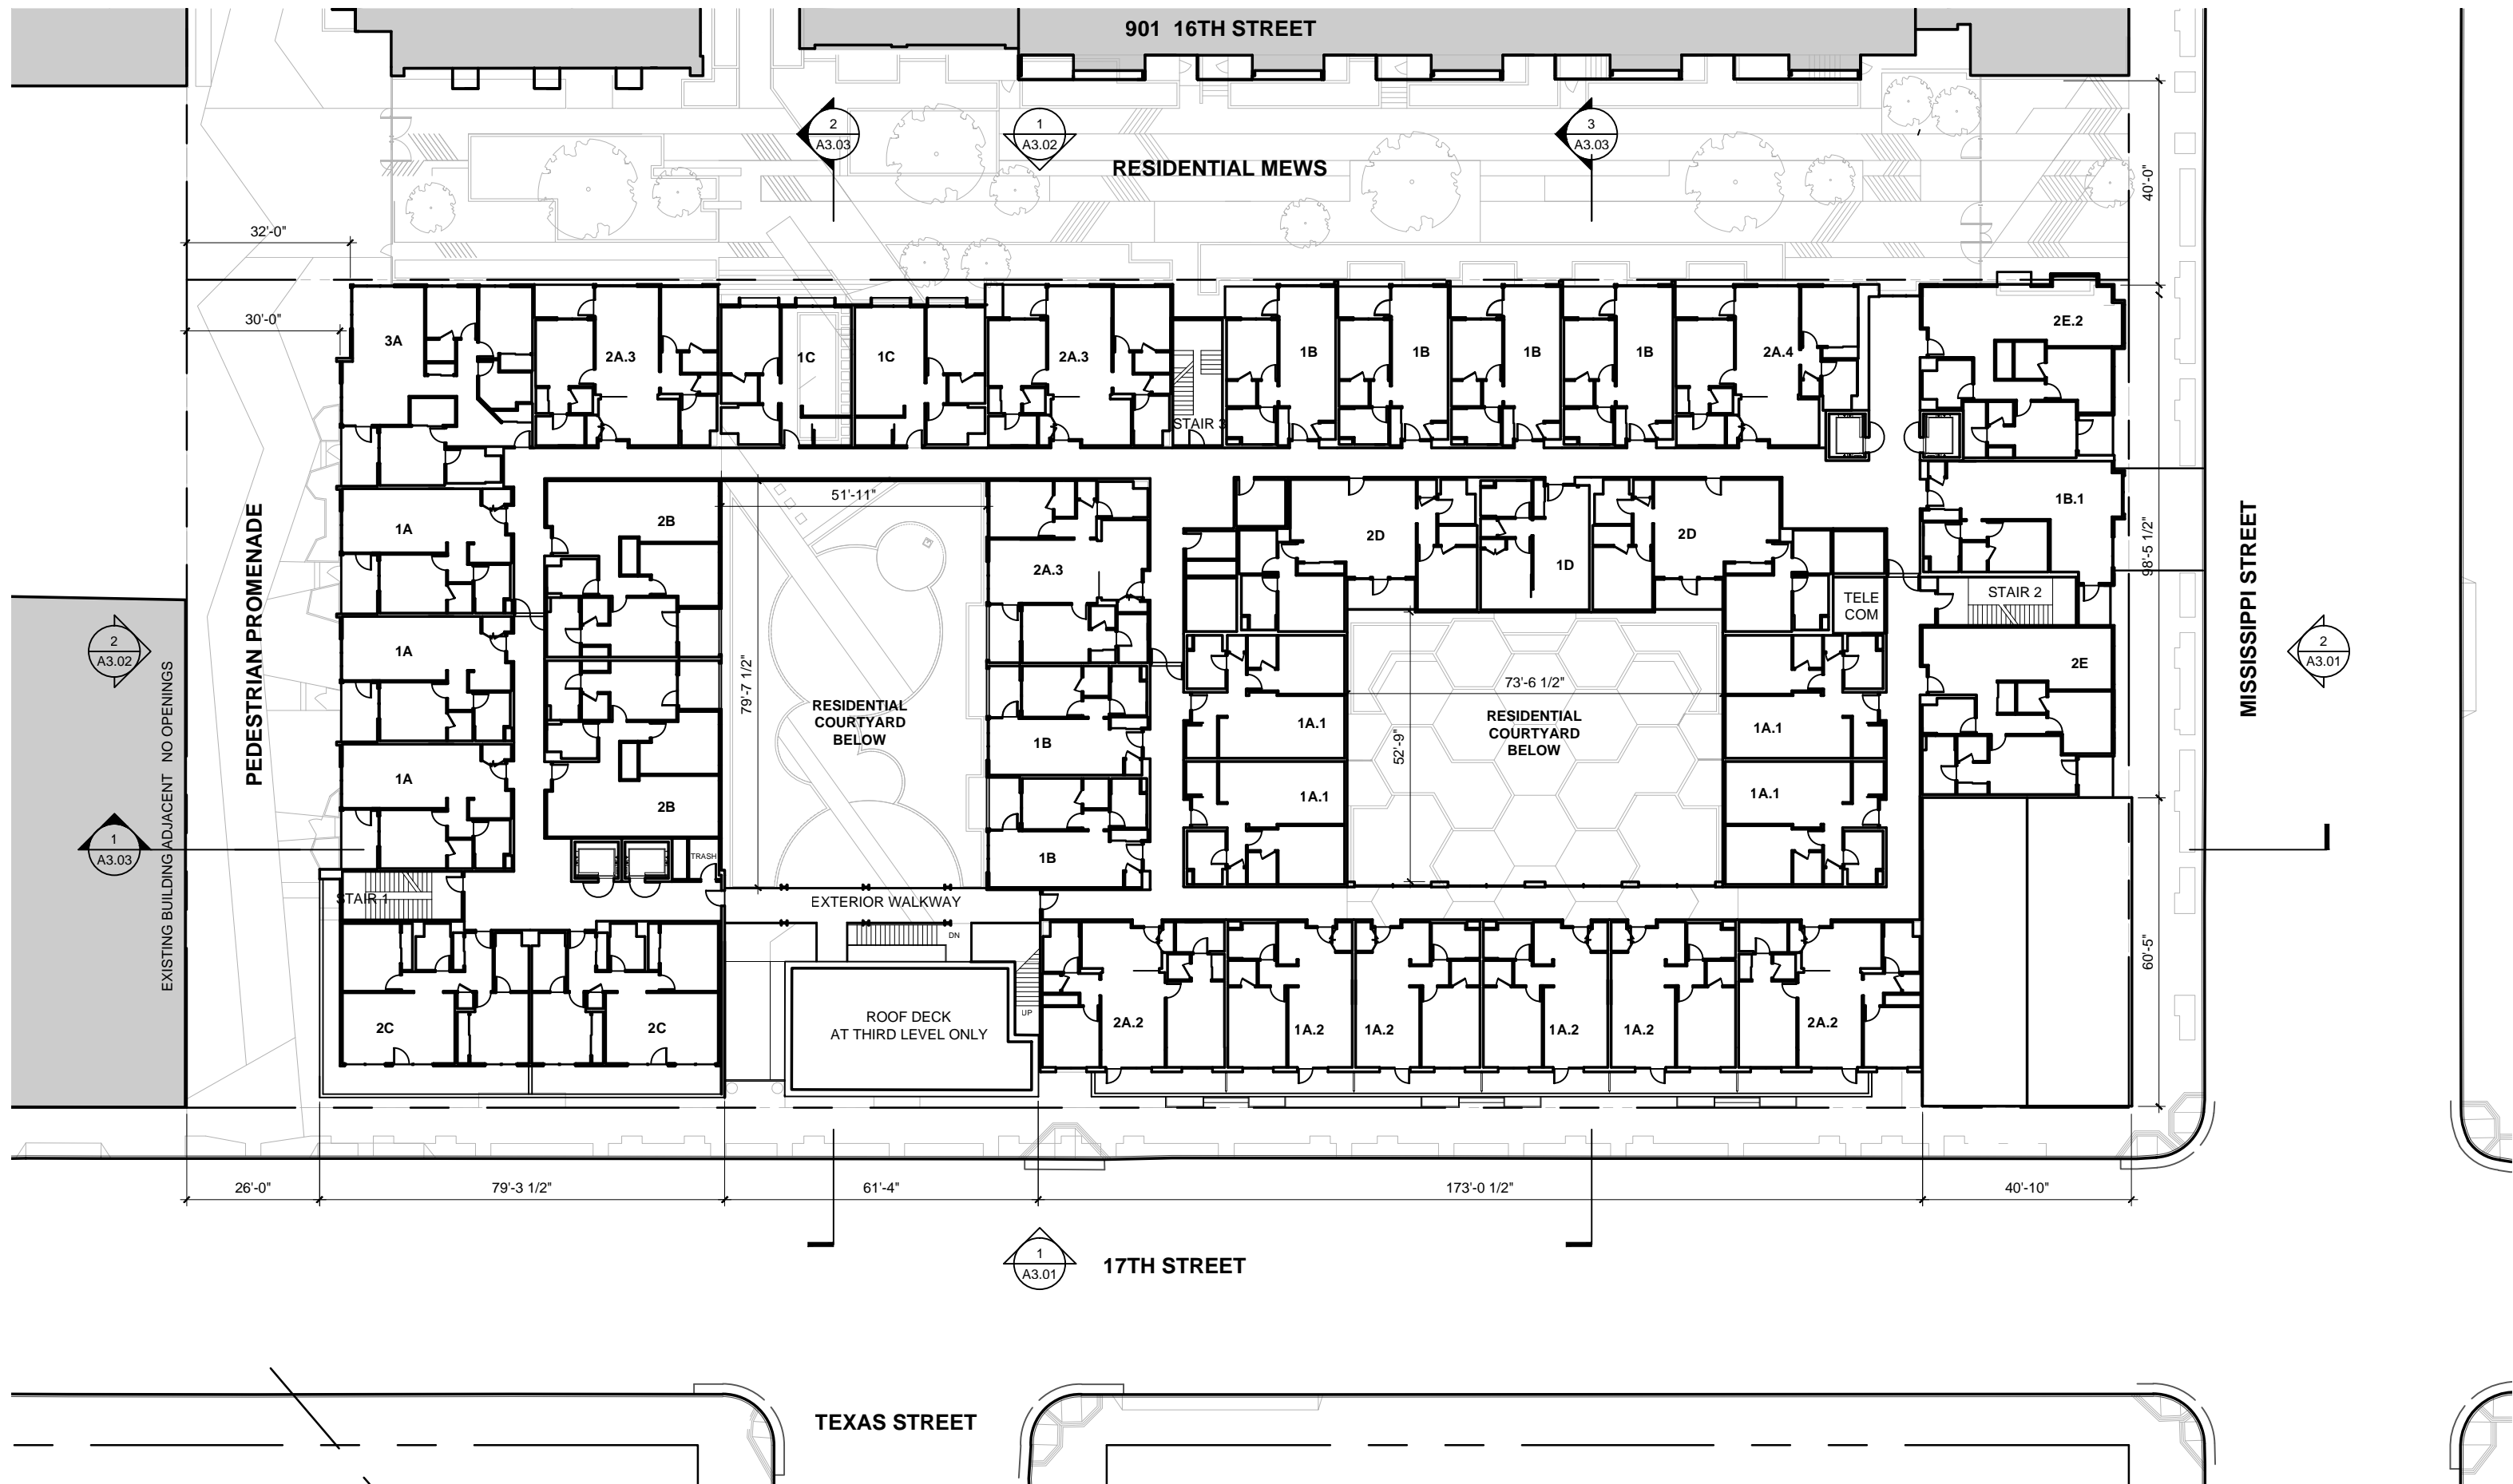 901 16TH STREET
2
A3.03
1
A3.02
3
A3.03
RESIDENTIAL MEWS
40'-0"
32'-0"
30'-0"
3A
2A.3
1C
1C
2A.3
STAIR 3
1B
1B
1B
1B
2A.4
2E.2
PEDESTRIAN PROMENADE
1A
2B
51'-11"
2A.3
2D
1D
2D
1B.1
98'-5 1/2"
MISSISSIPPI STREET
TELE
COM
STAIR 2
2
A3.02
EXISTING BUILDING ADJACENT NO OPENINGS
1A
79'-7 1/2"
RESIDENTIAL
COURTYARD
BELOW
1B
1A.1
73'-6 1/2"
52'-9"
RESIDENTIAL
COURTYARD
BELOW
1A.1
2E
2
A3.01
1A
2B
1A.1
1A.1
1
A3.03
TRASH
1B
STAIR 1
EXTERIOR WALKWAY
DN
UP
ROOF DECK
AT THIRD LEVEL ONLY
2C
2C
2A.2
1A.2
1A.2
1A.2
1A.2
2A.2
60'-5"
26'-0"
79'-3 1/2"
61'-4"
173'-0 1/2"
40'-10"
1
A3.01
17TH STREET
TEXAS STREET